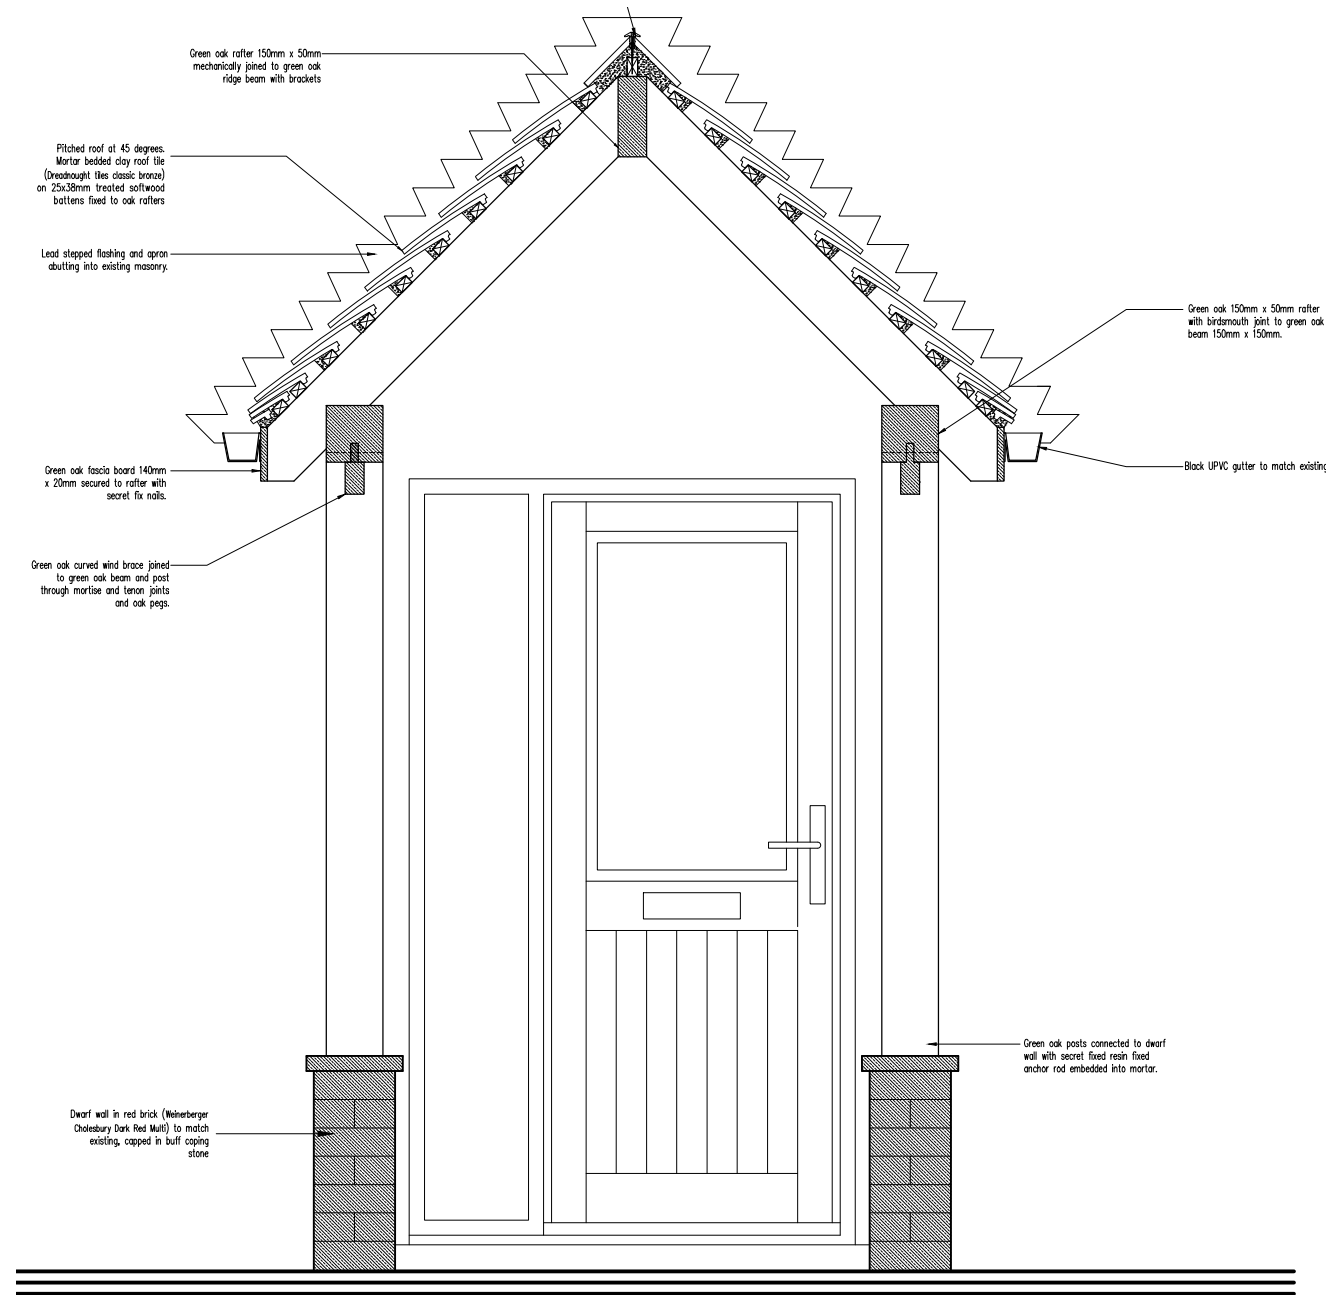 Green oak rafter 150mm x 50mm
mechanically joined to green oak
ridge beam with brackets
Pitched roof at 45 degrees.
Mortar bedded clay roof tile
(Dreadnought tiles classic bronze)
on 25x38mm treated softwood
battens fixed to oak rafters
Lead stepped flashing and apron
abutting into existing masonry.
Green oak 150mm x 50mm rafter
with birdsmouth joint to green oak
beam 150mm x 150mm.
Green oak fascia board 140mm
x 20mm secured to rafter with
secret fix nails.
Black UPVC gutter to match existing
Green oak curved wind brace joined
to green oak beam and post
through mortise and tenon joints
and oak pegs.
Green oak posts connected to dwarf
wall with secret fixed resin fixed
anchor rod embedded into mortar.
Dwarf wall in red brick (Weinerberger
Cholesbury Dark Red Multi) to match
existing, capped in buff coping
stone